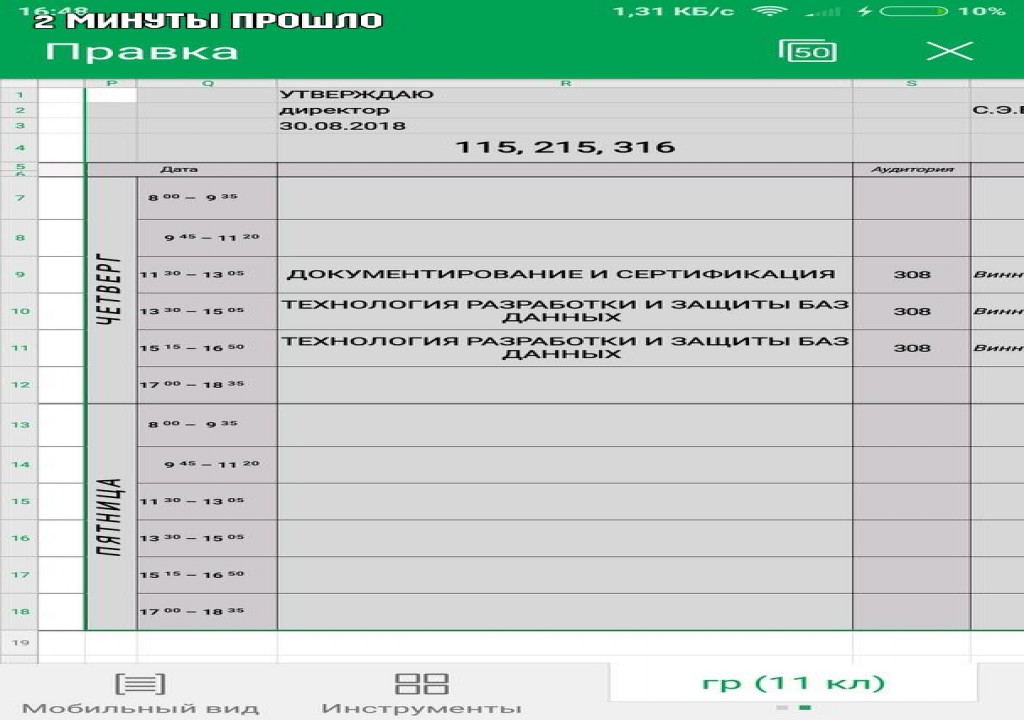 16:48 1,31 КБ/с 10%
2 МИНУТЫ ПРОШЛО
Правка 50
P Q R S
1 УТВЕРЖДАЮ
2 директор С.Э.
3 30.08.2018
4 115, 215, 316
5 Дата Аудитория
6
ЧЕТВЕРГ
7 8 00 – 9 35
8 9 45 – 11 20
9 11 30 – 13 05 ДОКУМЕНТИРОВАНИЕ И СЕРТИФИКАЦИЯ 308 Винн
10 13 30 – 15 05 ТЕХНОЛОГИЯ РАЗРАБОТКИ И ЗАЩИТЫ БАЗ ДАННЫХ 308 Винн
11 15 15 – 16 50 ТЕХНОЛОГИЯ РАЗРАБОТКИ И ЗАЩИТЫ БАЗ ДАННЫХ 308 Винн
12 17 00 – 18 35
ПЯТНИЦА
13 8 00 – 9 35
14 9 45 – 11 20
15 11 30 – 13 05
16 13 30 – 15 05
17 15 15 – 16 50
18 17 00 – 18 35
19
Мобильный вид Инструменты гр (11 кл)